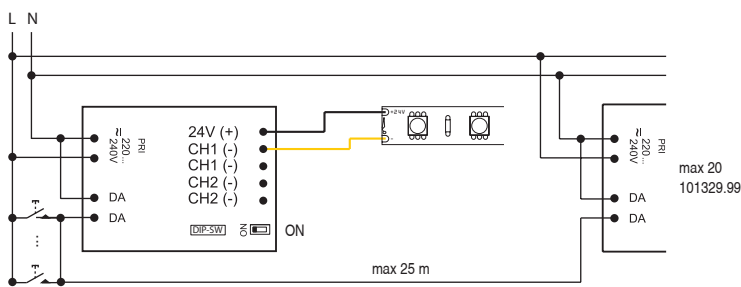 L N
24V (+)
CH1 (-)
CH1 (-)
CH2 (-)
CH2 (-)
PRI
220...
240V
DA
DA
DIP-SW
ON
ON
+24V
-
...
max 25 m
PRI
220...
240V
DA
DA
max 20
101329.99